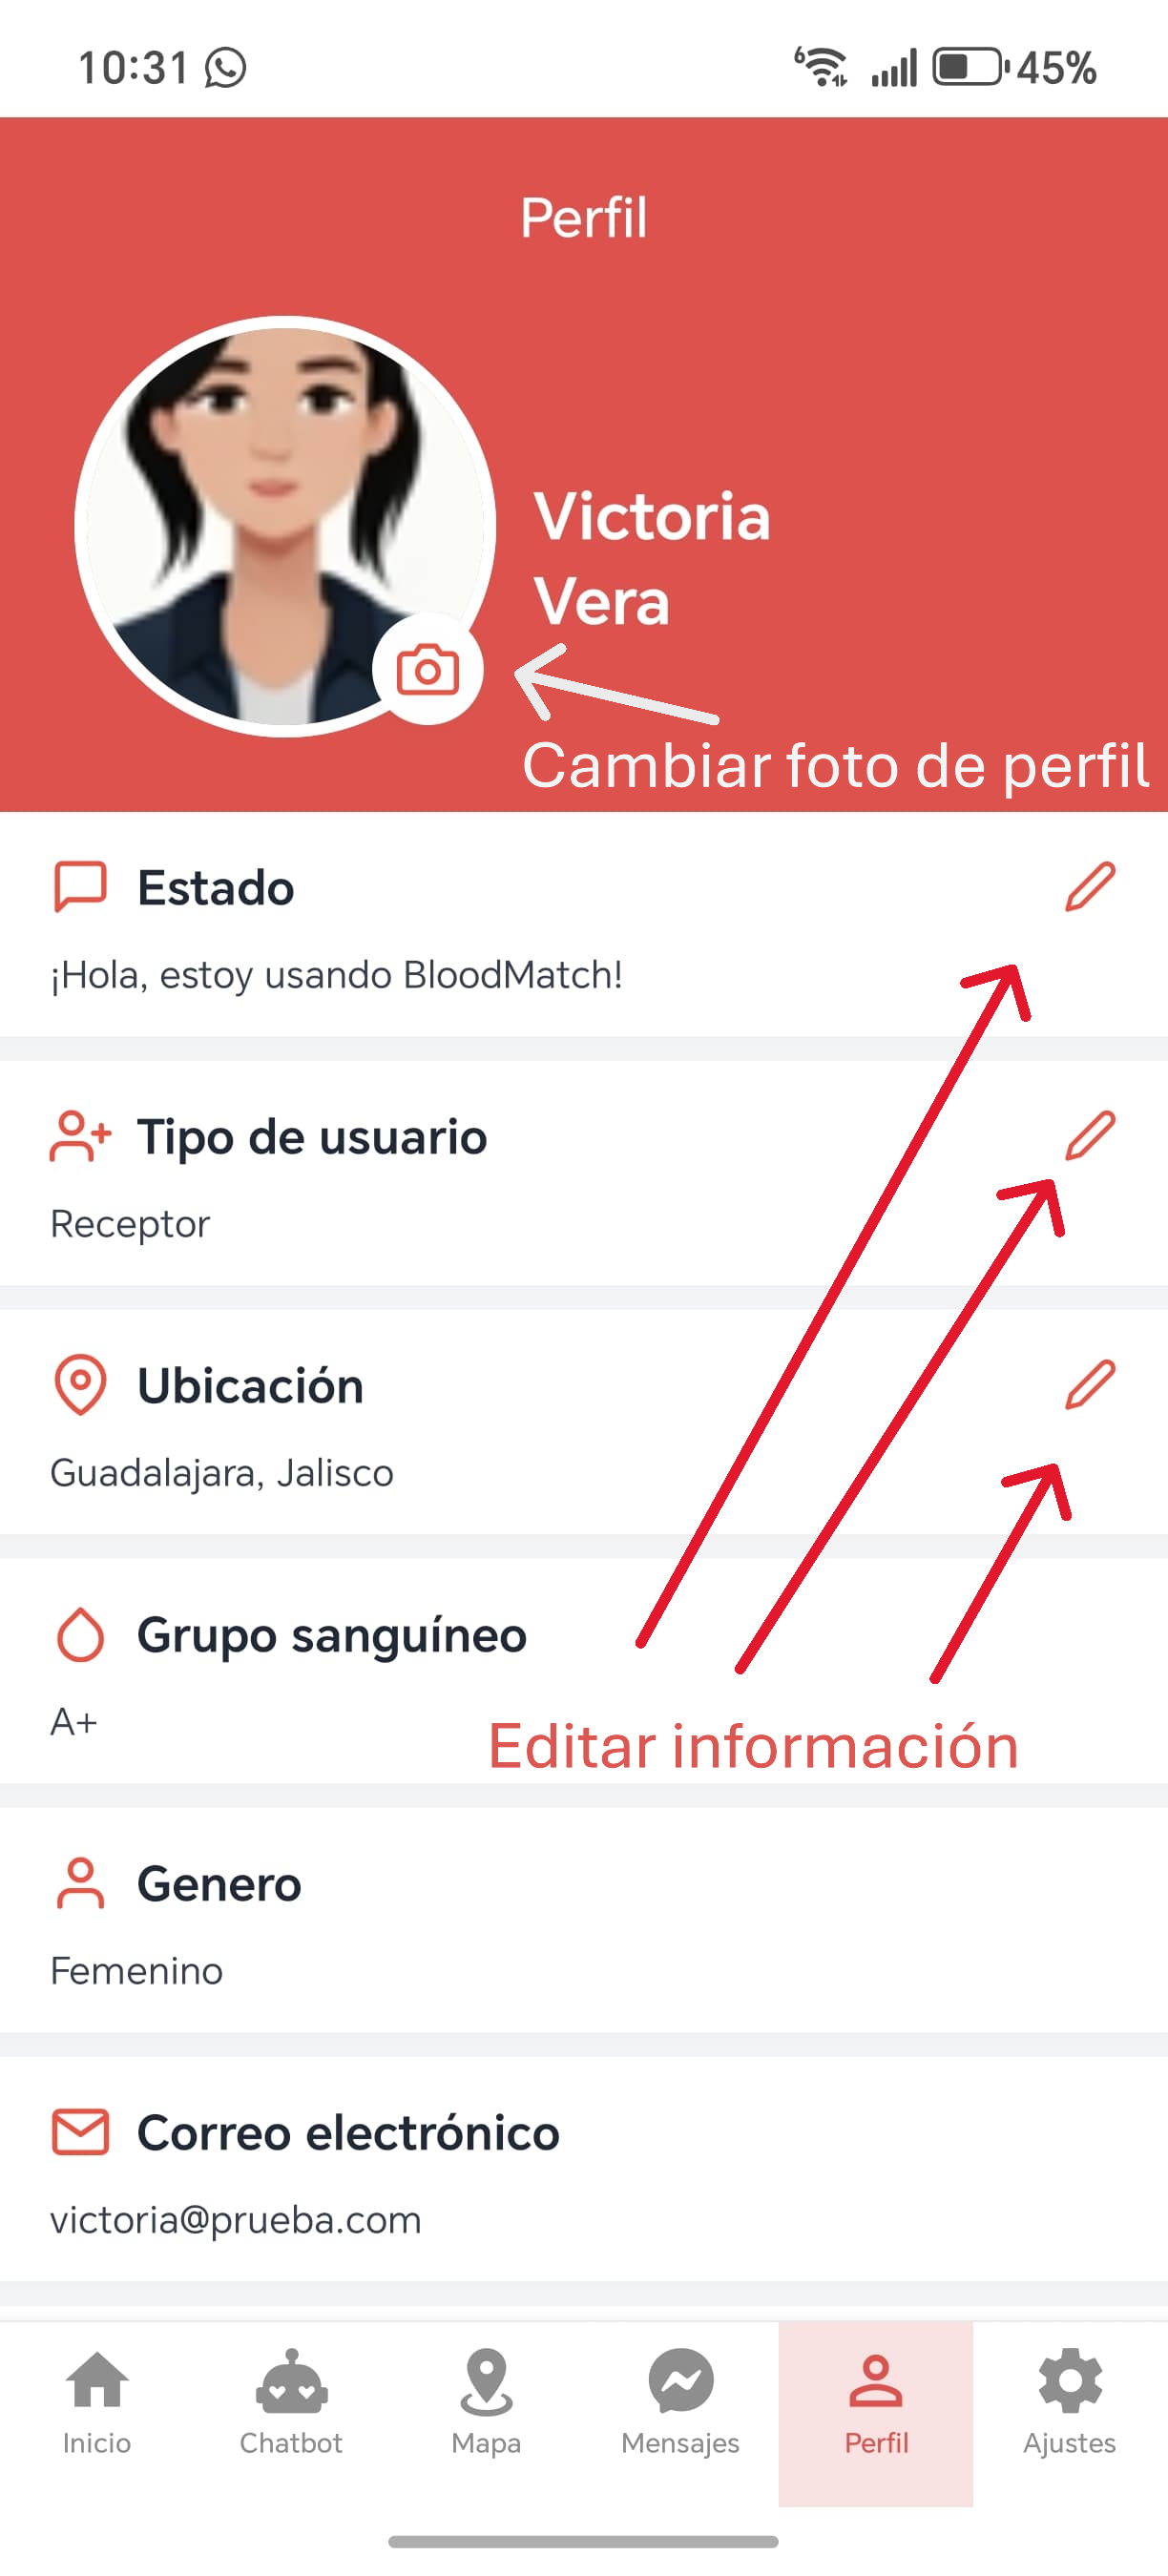 10:31
6
45%
Perfil
Victoria
Vera
Cambiar foto de perfil
Estado
¡Hola, estoy usando BloodMatch!
Tipo de usuario
Receptor
Ubicación
Guadalajara, Jalisco
Grupo sanguíneo
A+
Editar información
Genero
Femenino
Correo electrónico
victoria@prueba.com
Inicio
Chatbot
Mapa
Mensajes
Perfil
Ajustes